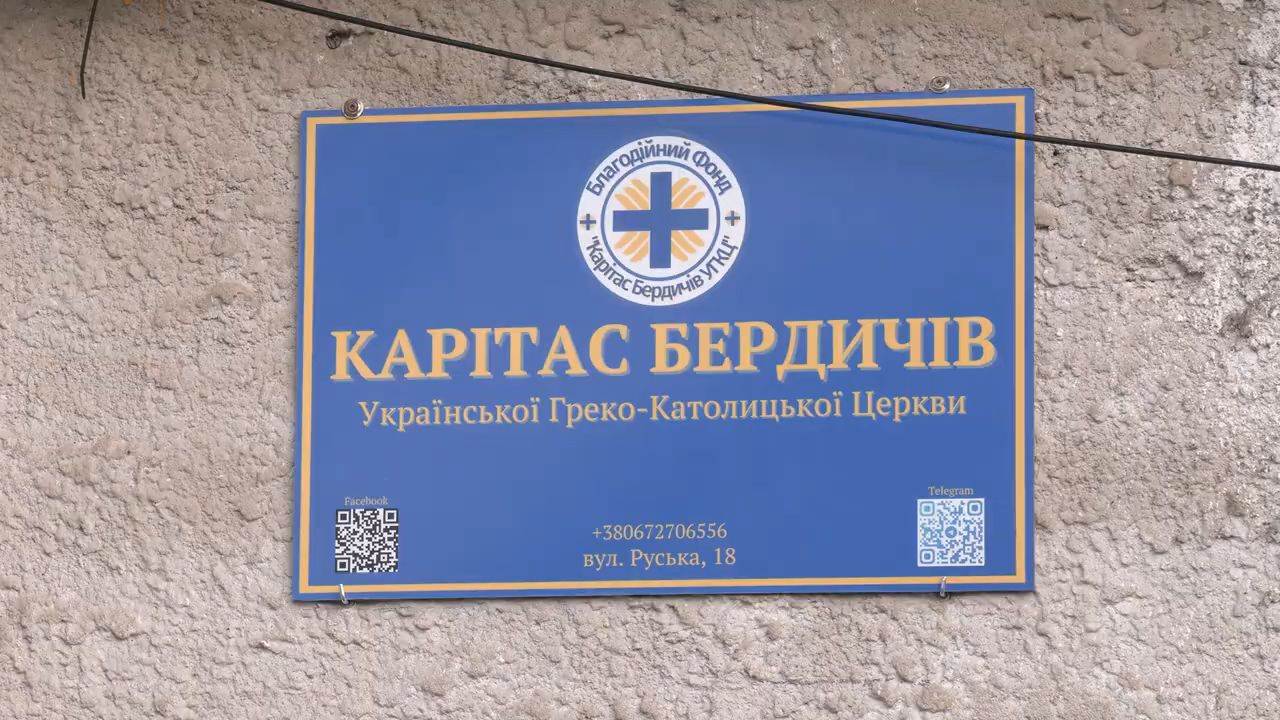 Благодійний Фонд
"Карітас Бердичів УГКЦ"
КАРІТАС БЕРДИЧІВ
Української Греко-Католицької Церкви
Facebook
Telegram
+380672706556
вул. Руська, 18